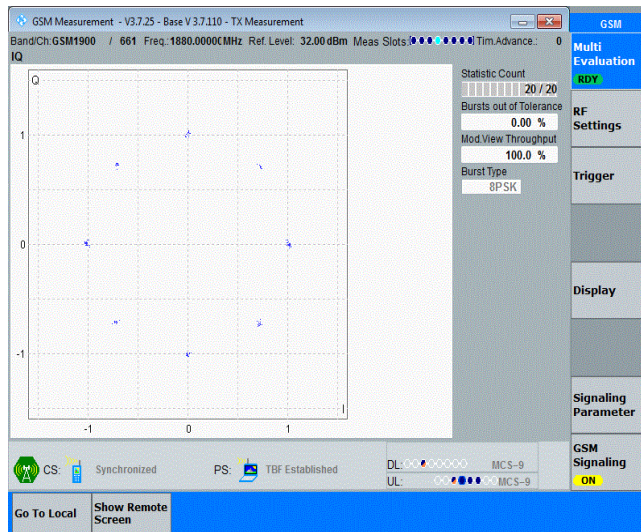 GSM Measurement - V3.7.25 - Base V 3.7.110 - TX Measurement
GSM
Band/Ch:GSM1900 / 661 Freq.:1880.0000(MHz Ref. Level: 32.00 dBm Meas Slots: Tim.Advance.: 0
IQ
Multi Evaluation
RDY
Q
Statistic Count
20 / 20
Bursts out of Tolerance
0.00 %
Mod.View Throughput
100.0 %
Burst Type
8PSK
RF Settings
Trigger
1
0
-1
I
-1 0 1
Display
Signaling Parameter
GSM Signaling
ON
CS: Synchronized PS: TBF Established
DL: MCS-9
UL: MCS-9
Go To Local
Show Remote Screen